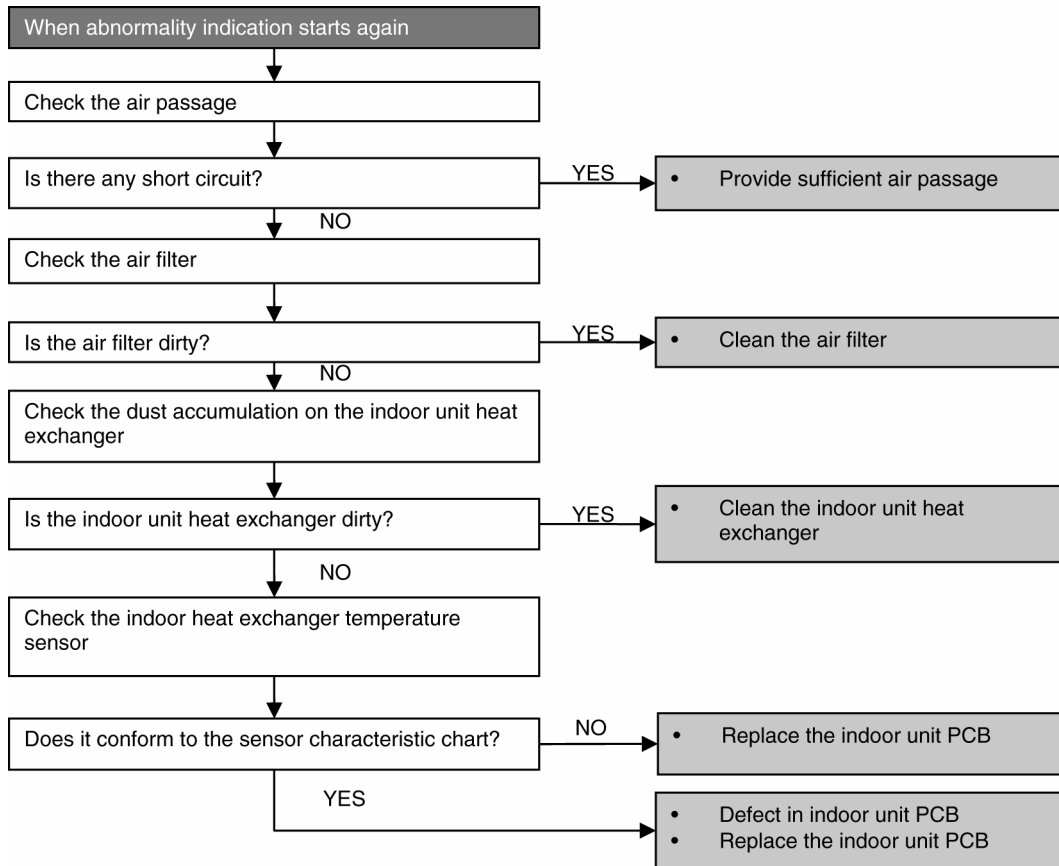 When abnormality indication starts again
Check the air passage
Is there any short circuit?
YES
• Provide sufficient air passage
NO
Check the air filter
Is the air filter dirty?
YES
• Clean the air filter
NO
Check the dust accumulation on the indoor unit heat
exchanger
Is the indoor unit heat exchanger dirty?
YES
• Clean the indoor unit heat
exchanger
NO
Check the indoor heat exchanger temperature
sensor
Does it conform to the sensor characteristic chart?
NO
• Replace the indoor unit PCB
YES
• Defect in indoor unit PCB
• Replace the indoor unit PCB